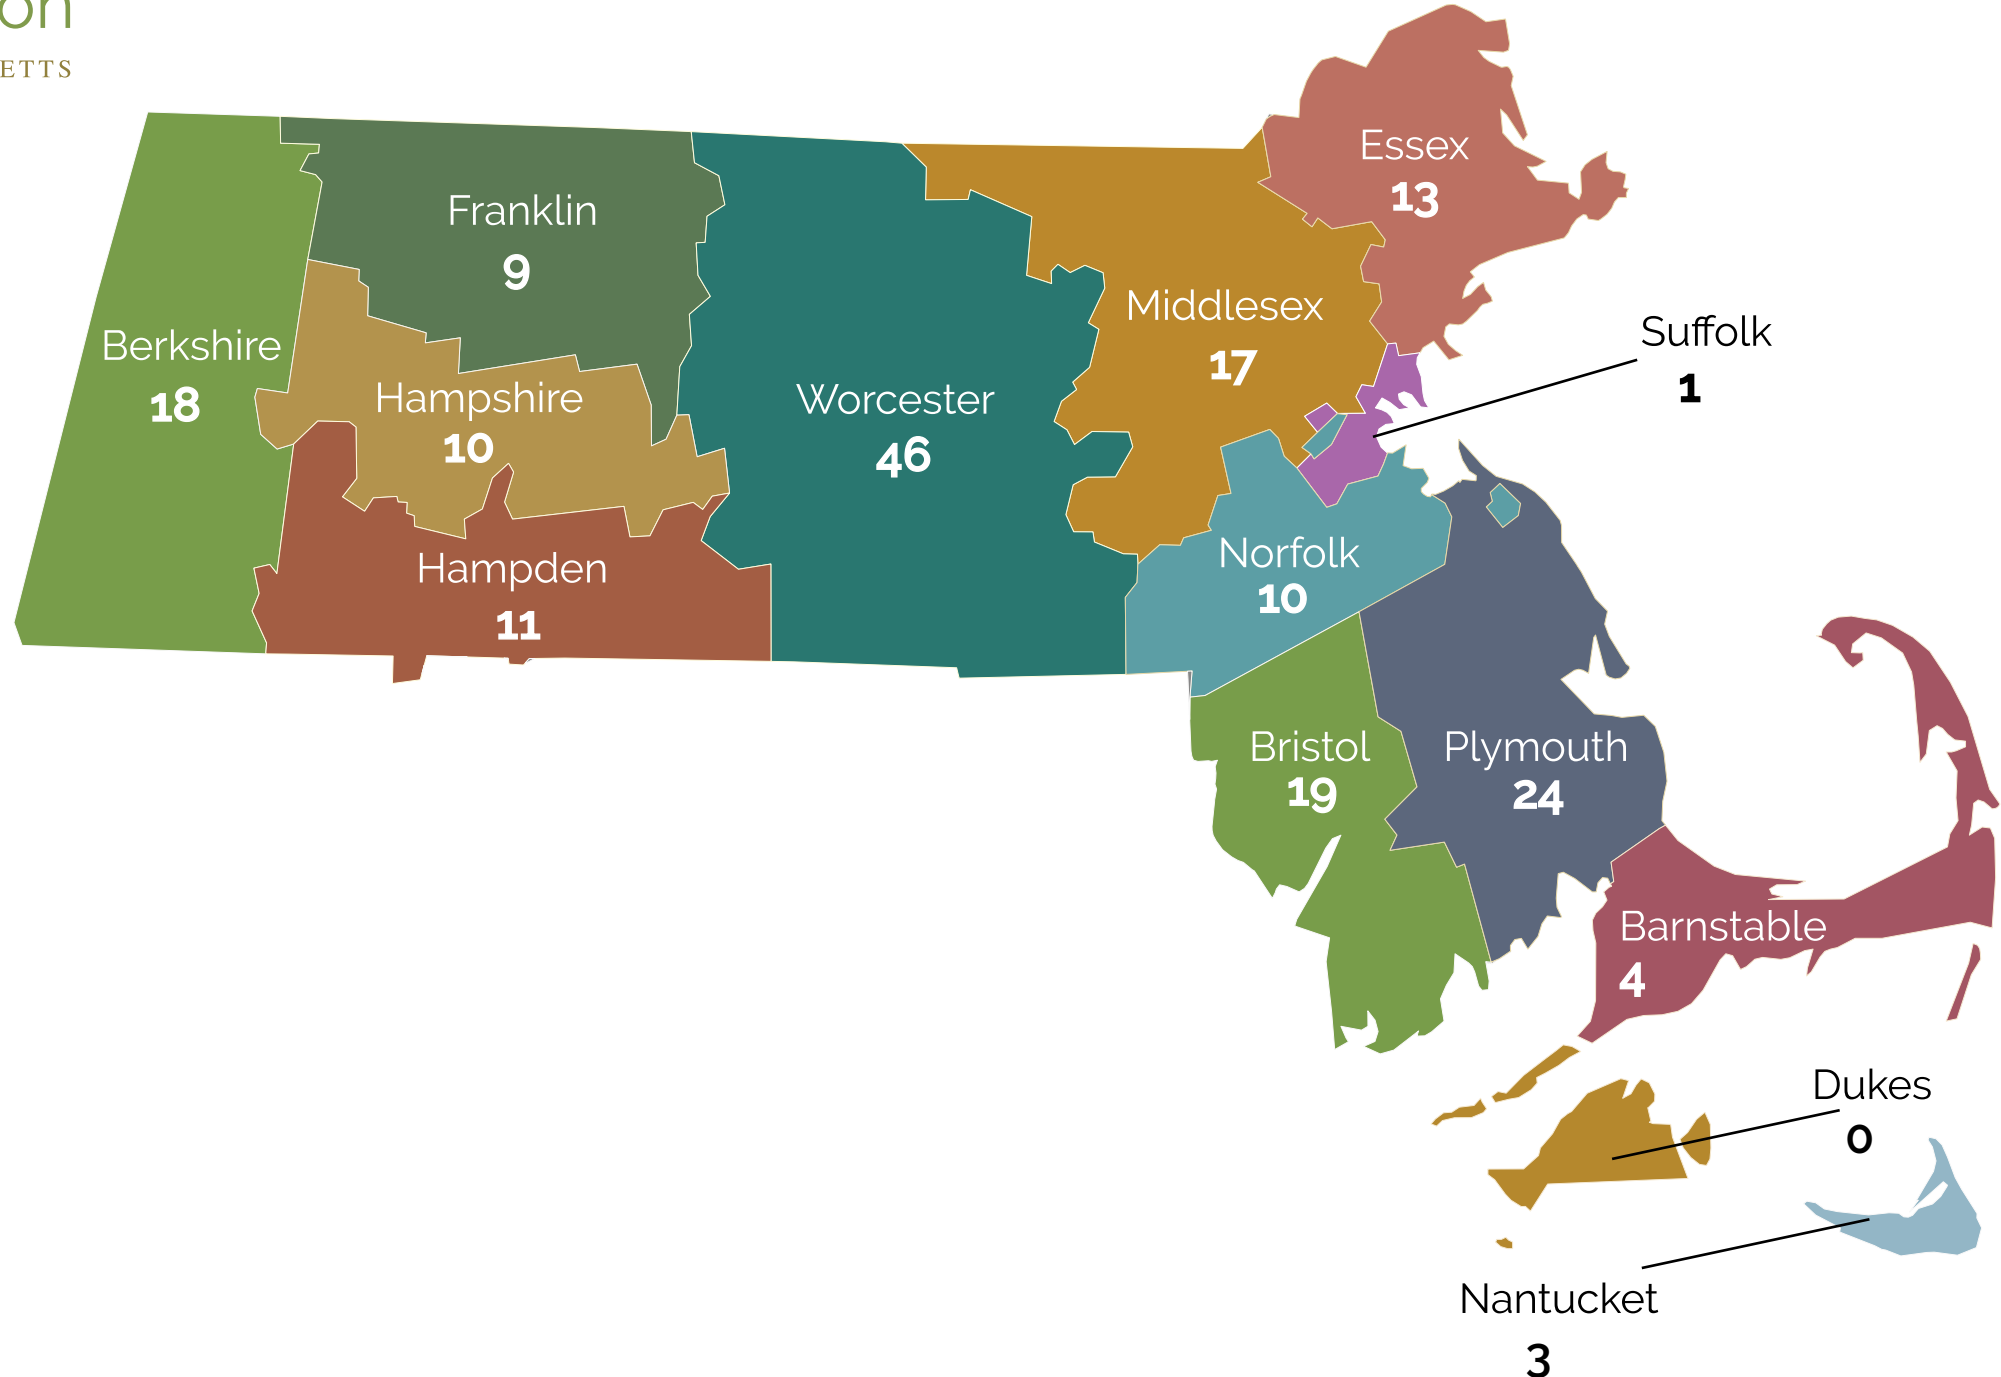 on
ETTS
Essex
13
Franklin
9
Middlesex
17
Suffolk
1
Berkshire
18
Hampshire
10
Worcester
46
Norfolk
10
Hampden
11
Bristol
19
Plymouth
24
Barnstable
4
Dukes
0
Nantucket
3